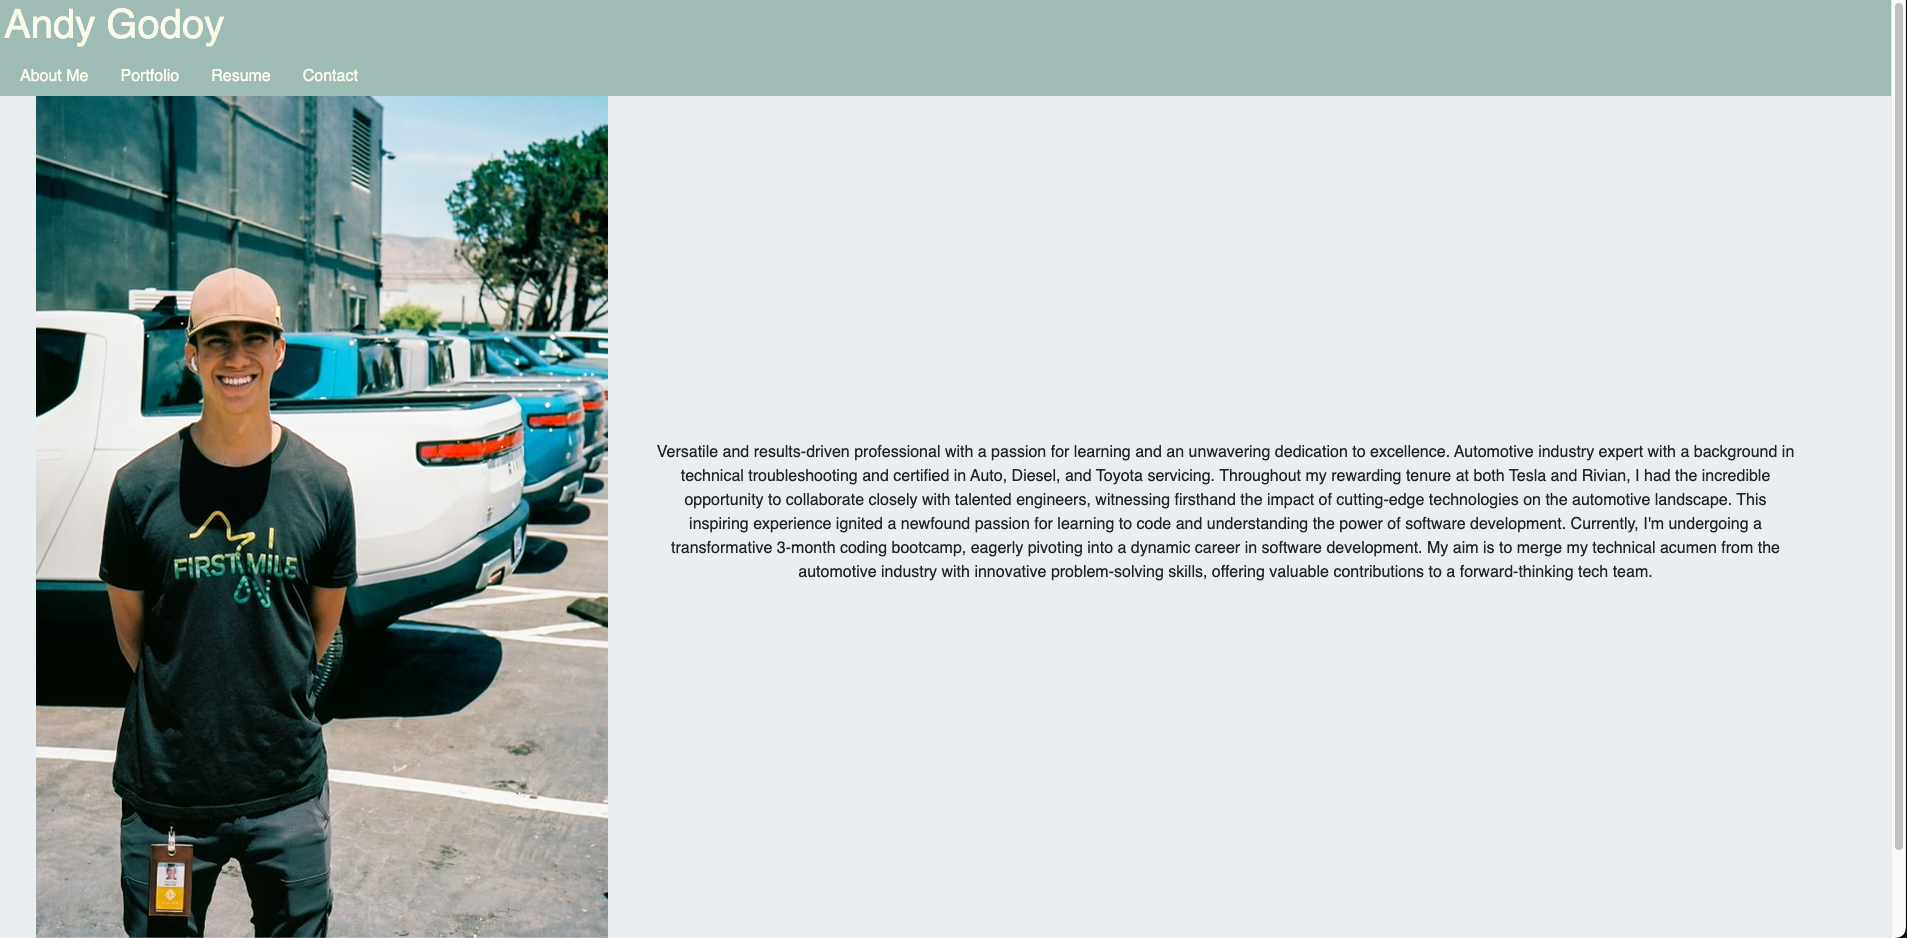 Andy Godoy
About Me Portfolio Resume Contact
FIRST MILE
Versatile and results-driven professional with a passion for learning and an unwavering dedication to excellence. Automotive industry expert with a background in
technical troubleshooting and certified in Auto, Diesel, and Toyota servicing. Throughout my rewarding tenure at both Tesla and Rivian, I had the incredible
opportunity to collaborate closely with talented engineers, witnessing firsthand the impact of cutting-edge technologies on the automotive landscape. This
inspiring experience ignited a newfound passion for learning to code and understanding the power of software development. Currently, I'm undergoing a
transformative 3-month coding bootcamp, eagerly pivoting into a dynamic career in software development. My aim is to merge my technical acumen from the
automotive industry with innovative problem-solving skills, offering valuable contributions to a forward-thinking tech team.